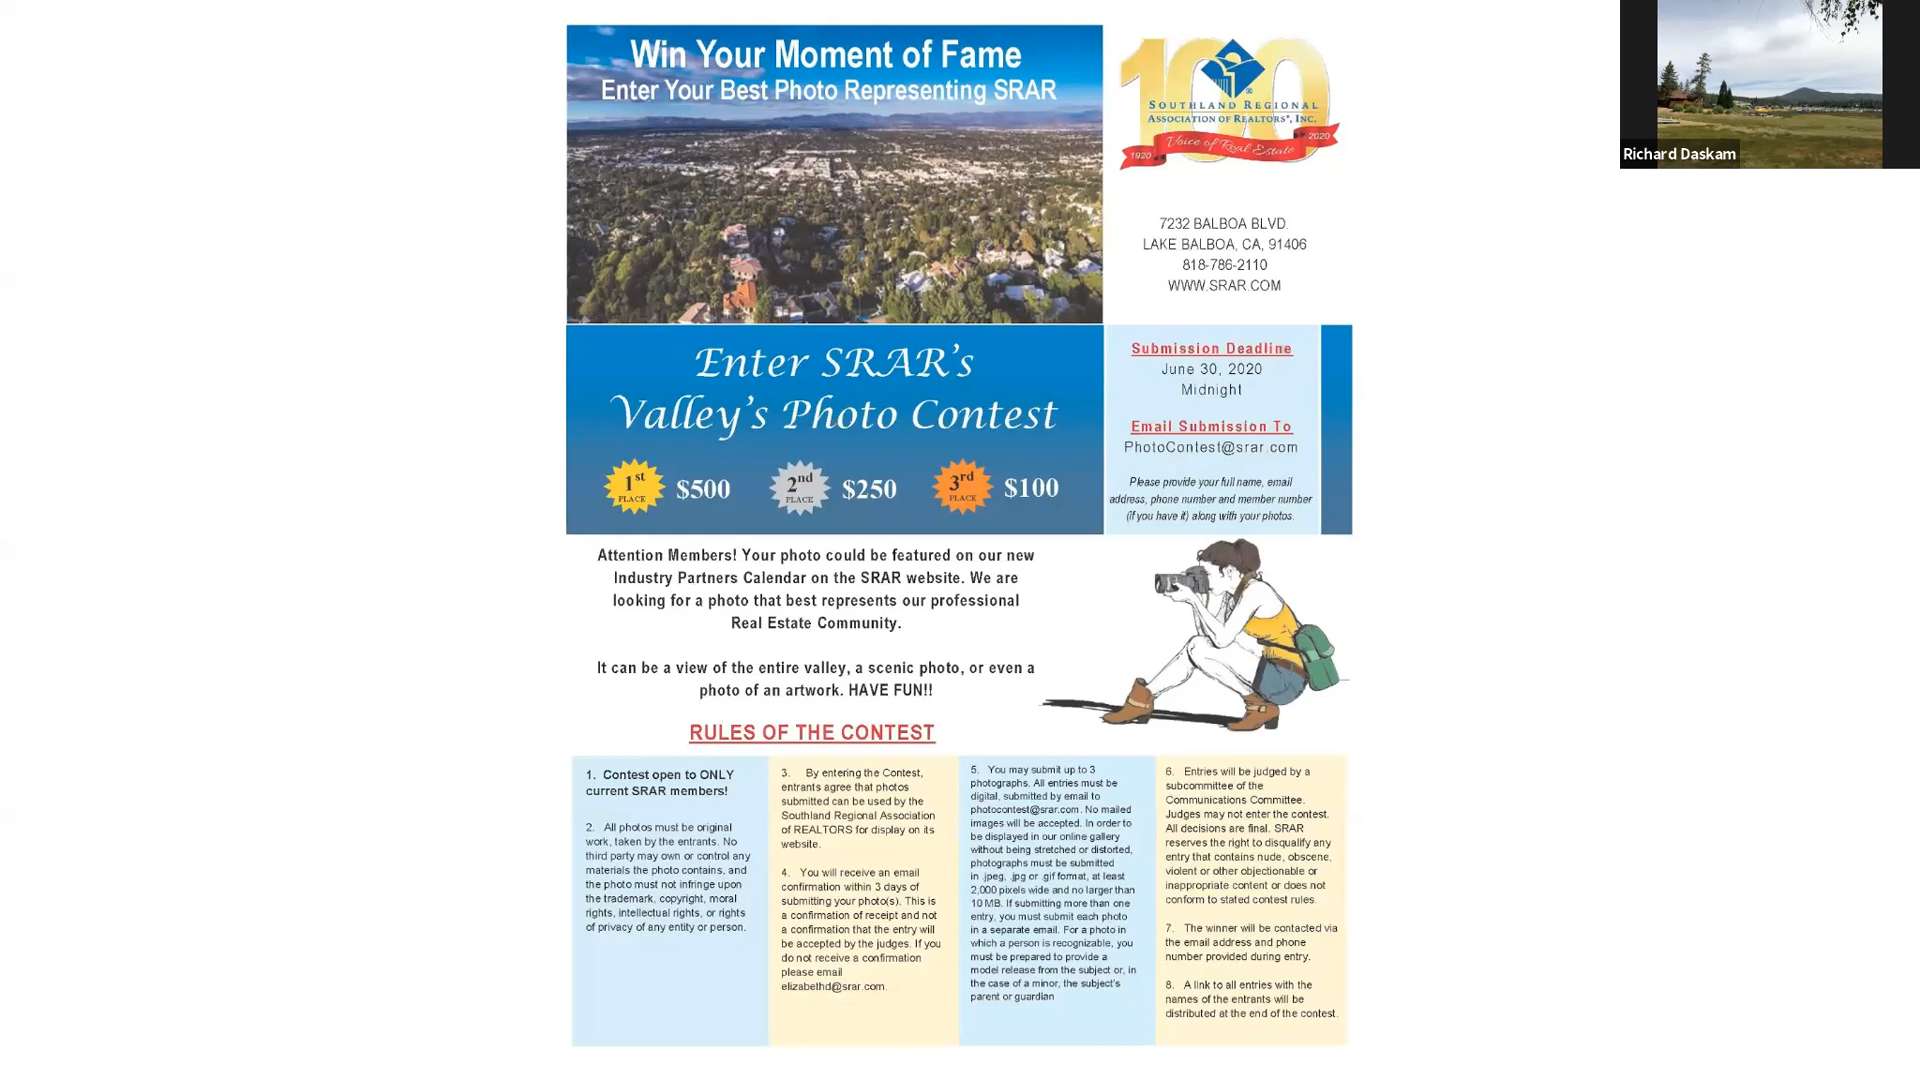 Win Your Moment of Fame
Enter Your Best Photo Representing SRAR
100
SOUTHLAND REGIONAL
ASSOCIATION OF REALTORS®, INC.
1920 Voice of Real Estate 2020
7232 BALBOA BLVD.
LAKE BALBOA, CA, 91406
818-786-2110
WWW.SRAR.COM
Richard Daskam
Enter SRAR's
Valley's Photo Contest
1st PLACE $500
2nd PLACE $250
3rd PLACE $100
Submission Deadline
June 30, 2020
Midnight
Email Submission To
PhotoContest@srar.com
Please provide your full name, email
address, phone number and member number
(if you have it) along with your photos.
Attention Members! Your photo could be featured on our new
Industry Partners Calendar on the SRAR website. We are
looking for a photo that best represents our professional
Real Estate Community.
It can be a view of the entire valley, a scenic photo, or even a
photo of an artwork. HAVE FUN!!
RULES OF THE CONTEST
1. Contest open to ONLY
current SRAR members!
2. All photos must be original
work, taken by the entrants. No
third party may own or control any
materials the photo contains, and
the photo must not infringe upon
the trademark, copyright, moral
rights, intellectual rights, or rights
of privacy of any entity or person.
3. By entering the Contest,
entrants agree that photos
submitted can be used by the
Southland Regional Association
of REALTORS for display on its
website.
4. You will receive an email
confirmation within 3 days of
submitting your photo(s). This is
a confirmation of receipt and not
a confirmation that the entry will
be accepted by the judges. If you
do not receive a confirmation
please email
elizabethd@srar.com.
5. You may submit up to 3
photographs. All entries must be
digital, submitted by email to
photocontest@srar.com. No mailed
images will be accepted. In order to
be displayed in our online gallery
without being stretched or distorted,
photographs must be submitted
in .jpeg, .jpg or .gif format, at least
2,000 pixels wide and no larger than
10 MB. If submitting more than one
entry, you must submit each photo
in a separate email. For a photo in
which a person is recognizable, you
must be prepared to provide a
model release from the subject or, in
the case of a minor, the subject's
parent or guardian
6. Entries will be judged by a
subcommittee of the
Communications Committee.
Judges may not enter the contest.
All decisions are final. SRAR
reserves the right to disqualify any
entry that contains nude, obscene,
violent or other objectionable or
inappropriate content or does not
conform to stated contest rules.
7. The winner will be contacted via
the email address and phone
number provided during entry.
8. A link to all entries with the
names of the entrants will be
distributed at the end of the contest.